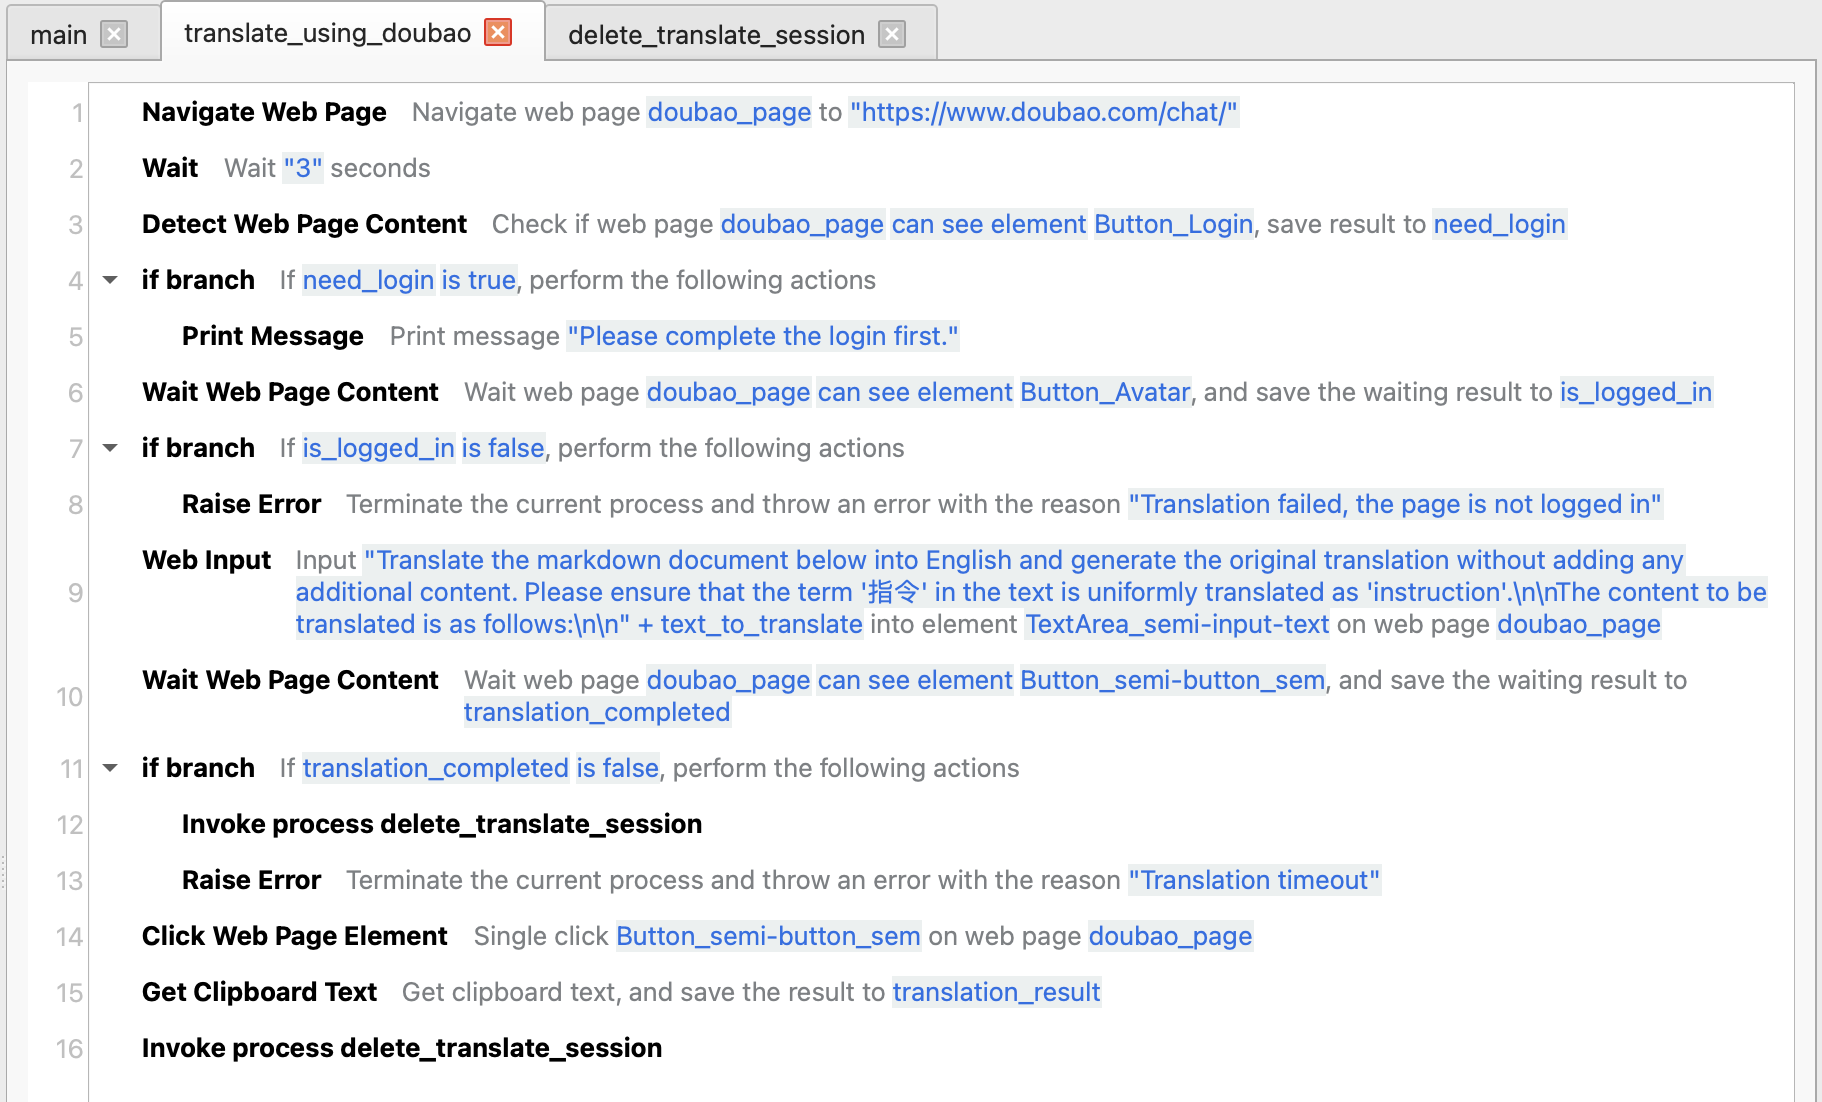 main
translate_using_doubao
delete_translate_session
1 Navigate Web Page Navigate web page doubao_page to "https://www.doubao.com/chat/"
2 Wait Wait "3" seconds
3 Detect Web Page Content Check if web page doubao_page can see element Button_Login, save result to need_login
4 if branch If need_login is true, perform the following actions
5 Print Message Print message "Please complete the login first."
6 Wait Web Page Content Wait web page doubao_page can see element Button_Avatar, and save the waiting result to is_logged_in
7 if branch If is_logged_in is false, perform the following actions
8 Raise Error Terminate the current process and throw an error with the reason "Translation failed, the page is not logged in"
Web Input Input "Translate the markdown document below into English and generate the original translation without adding any
9 additional content. Please ensure that the term '指令' in the text is uniformly translated as 'instruction'.\n\nThe content to be
translated is as follows:\n\n" + text_to_translate into element TextArea_semi-input-text on web page doubao_page
10 Wait Web Page Content Wait web page doubao_page can see element Button_semi-button_sem, and save the waiting result to
translation_completed
11 if branch If translation_completed is false, perform the following actions
12 Invoke process delete_translate_session
13 Raise Error Terminate the current process and throw an error with the reason "Translation timeout"
14 Click Web Page Element Single click Button_semi-button_sem on web page doubao_page
15 Get Clipboard Text Get clipboard text, and save the result to translation_result
16 Invoke process delete_translate_session